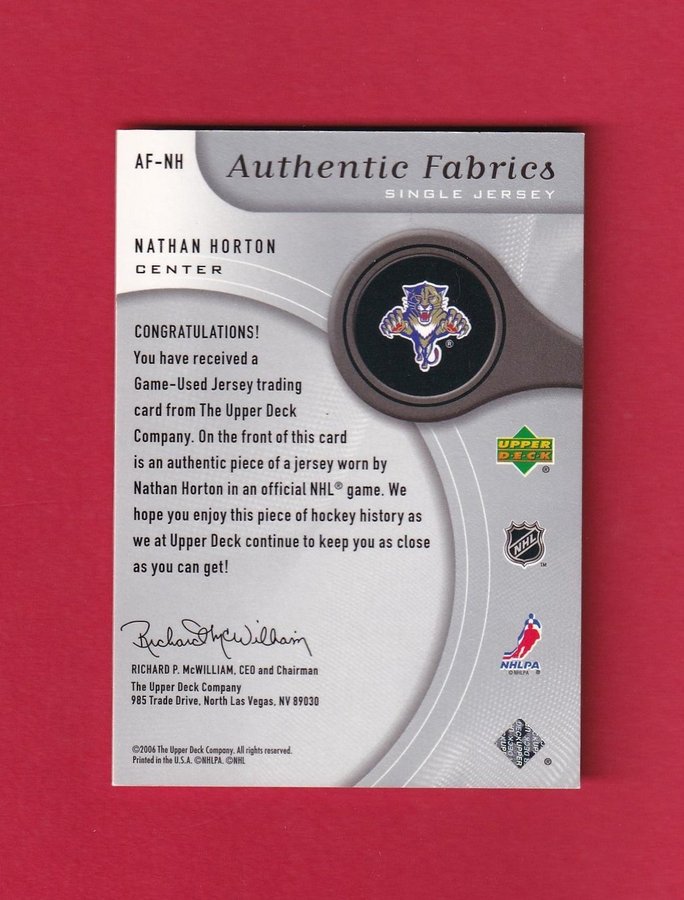 AF-NH
Authentic Fabrics
SINGLE JERSEY
NATHAN HORTON
CENTER
®
CONGRATULATIONS!
You have received a
Game-Used Jersey trading
card from The Upper Deck
Company. On the front of this card
is an authentic piece of a jersey worn by
Nathan Horton in an official NHL® game. We
hope you enjoy this piece of hockey history as
we at Upper Deck continue to keep you as close
as you can get!
UPPER
DECK
®
NHL
™
NHLPA
©NHLPA ®
Richard McWilliam
RICHARD P. McWILLIAM, CEO and Chairman
The Upper Deck Company
985 Trade Drive, North Las Vegas, NV 89030
©2006 The Upper Deck Company. All rights reserved.
Printed in the U.S.A. ©NHLPA. ©NHL
®